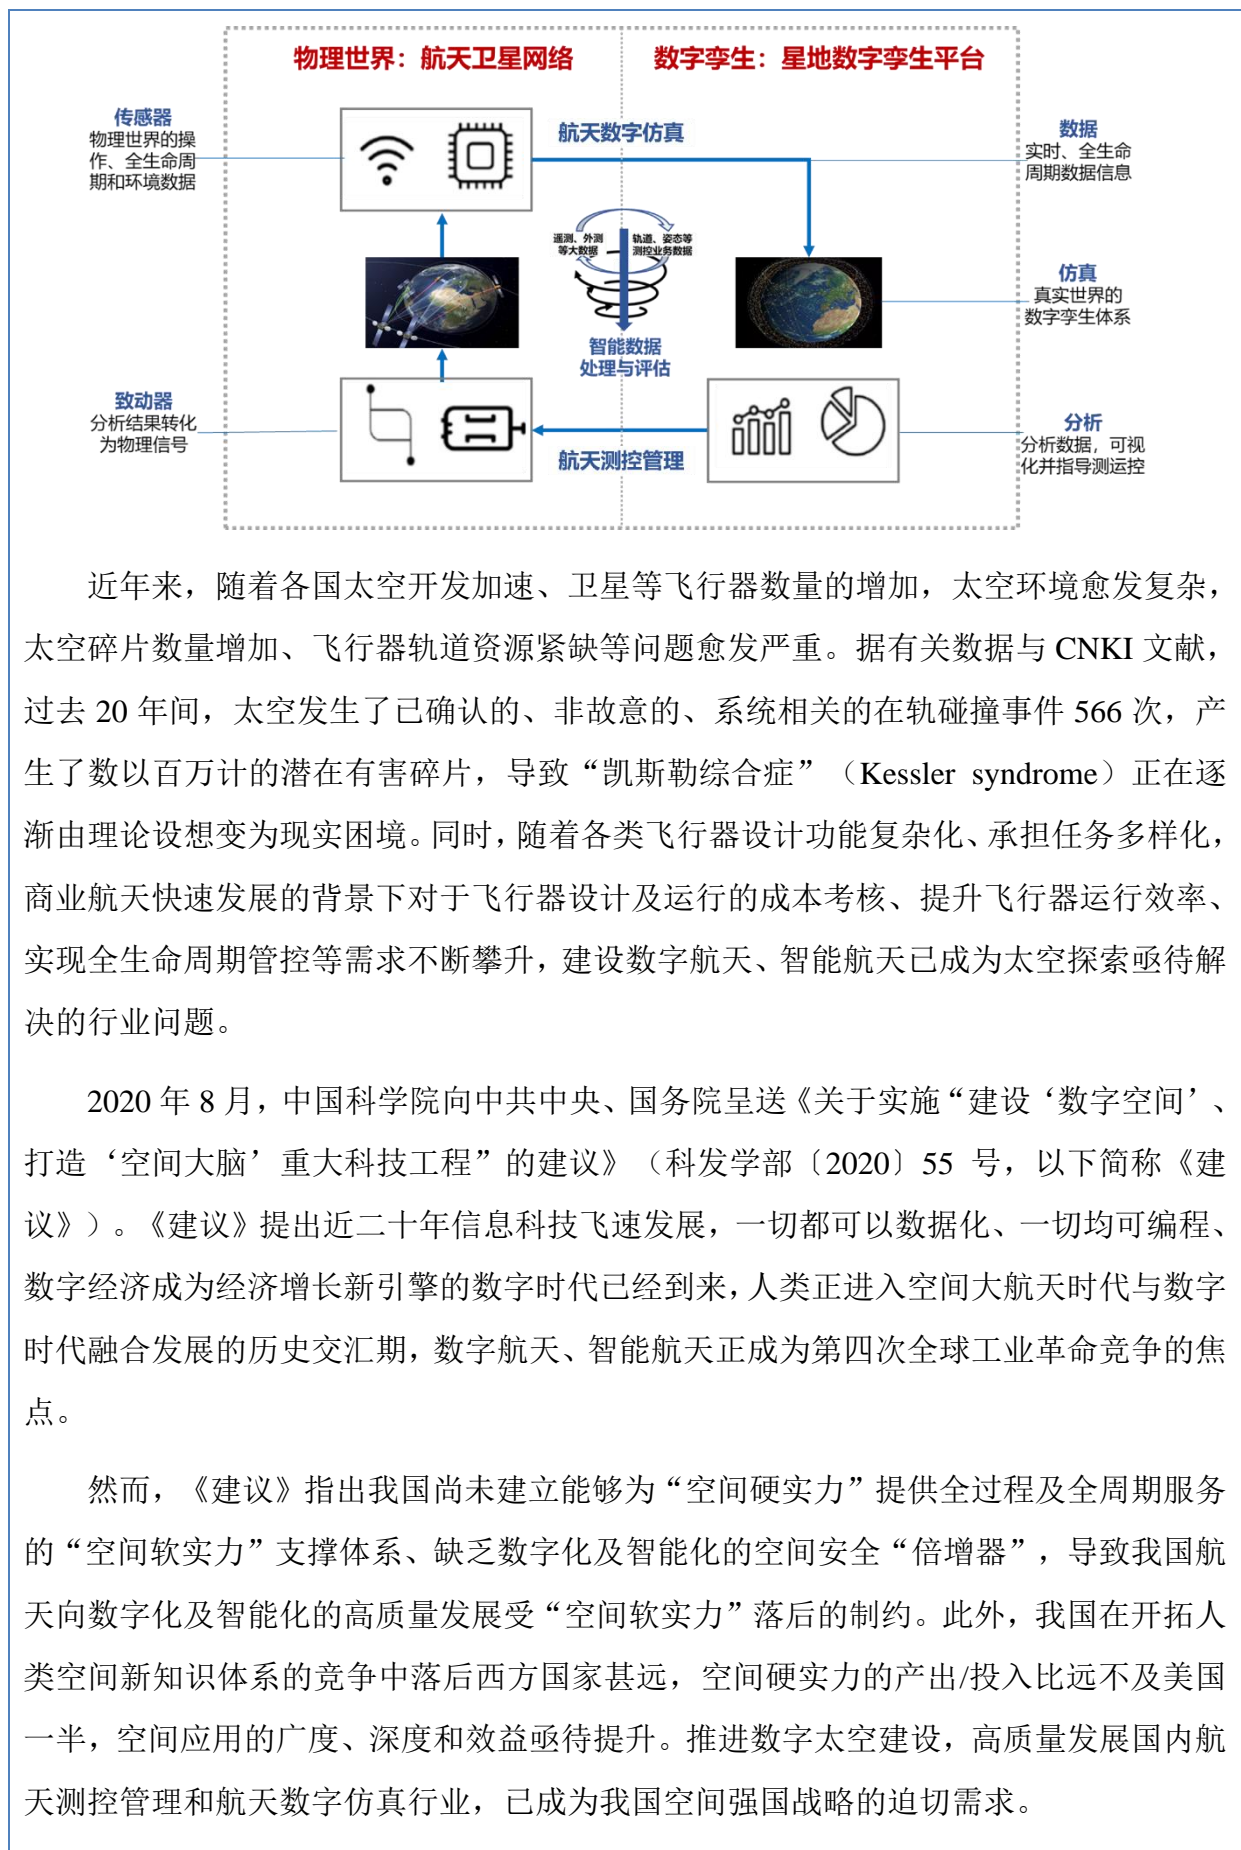 物理世界：航天卫星网络
数字孪生：星地数字孪生平台
传感器
物理世界的操
作、全生命周
期和环境数据
航天数字仿真
数据
实时、全生命
周期数据信息
遥测、外测
等大数据
轨道、姿态等
测控业务数据
仿真
真实世界的
数字孪生体系
智能数据
处理与评估
致动器
分析结果转化
为物理信号
航天测控管理
分析
分析数据，可视
化并指导测运控
近年来，随着各国太空开发加速、卫星等飞行器数量的增加，太空环境愈发复杂，
太空碎片数量增加、飞行器轨道资源紧缺等问题愈发严重。据有关数据与 CNKI 文献，
过去 20 年间，太空发生了已确认的、非故意的、系统相关的在轨碰撞事件 566 次，产
生了数以百万计的潜在有害碎片，导致“凯斯勒综合症”（Kessler syndrome）正在逐
渐由理论设想变为现实困境。同时，随着各类飞行器设计功能复杂化、承担任务多样化，
商业航天快速发展的背景下对于飞行器设计及运行的成本考核、提升飞行器运行效率、
实现全生命周期管控等需求不断攀升，建设数字航天、智能航天已成为太空探索亟待解
决的行业问题。
2020 年 8 月，中国科学院向中共中央、国务院呈送《关于实施“建设‘数字空间’、
打造‘空间大脑’重大科技工程”的建议》（科发学部〔2020〕55 号，以下简称《建
议》）。《建议》提出近二十年信息科技飞速发展，一切都可以数据化、一切均可编程、
数字经济成为经济增长新引擎的数字时代已经到来，人类正进入空间大航天时代与数字
时代融合发展的历史交汇期，数字航天、智能航天正成为第四次全球工业革命竞争的焦
点。
然而，《建议》指出我国尚未建立能够为“空间硬实力”提供全过程及全周期服务
的“空间软实力”支撑体系、缺乏数字化及智能化的空间安全“倍增器”，导致我国航
天向数字化及智能化的高质量发展受“空间软实力”落后的制约。此外，我国在开拓人
类空间新知识体系的竞争中落后西方国家甚远，空间硬实力的产出/投入比远不及美国
一半，空间应用的广度、深度和效益亟待提升。推进数字太空建设，高质量发展国内航
天测控管理和航天数字仿真行业，已成为我国空间强国战略的迫切需求。